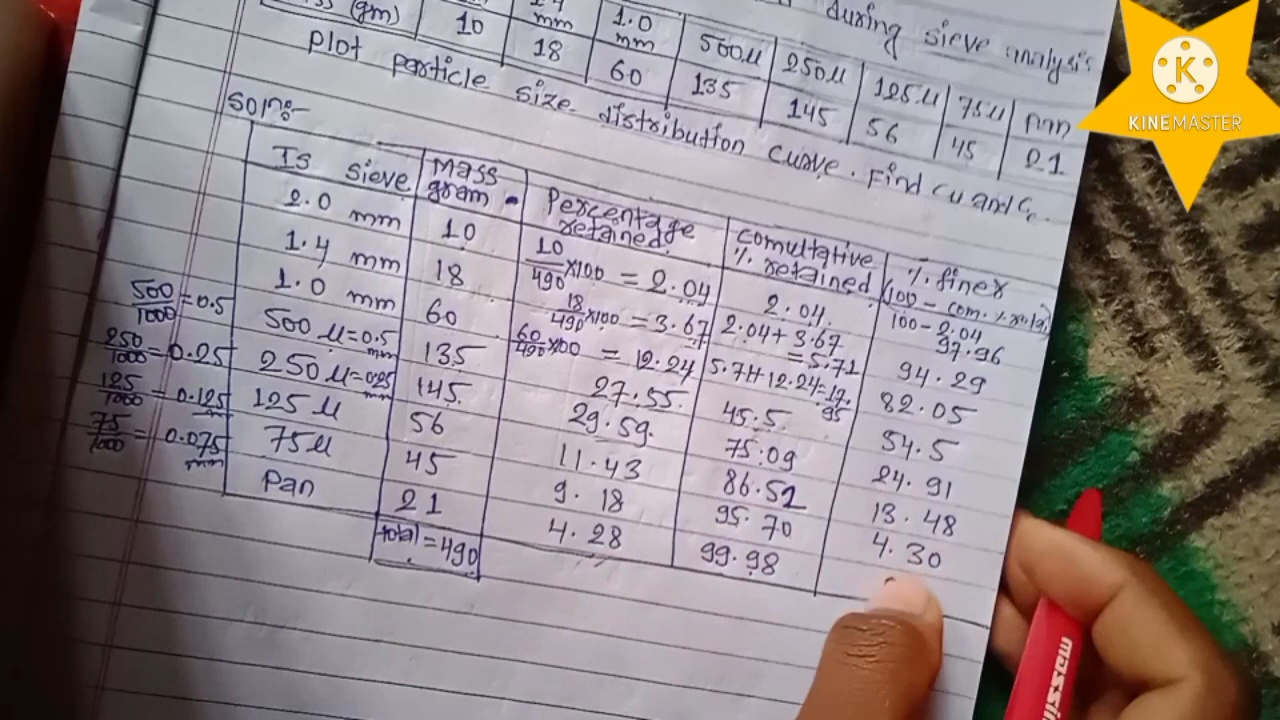 during sieve analysis
(gm) 10 18 60 135 145 56 45 21
mm 1.0 mm 500μ 250μ 125μ 75μ Pan
Plot particle size distribution curve. Find Cu and Cc.
Soln:-
IS sieve Mass gram. Percentage retained. comultative % retained. % finer (100 - com. % retai)
2.0 mm 10 10/490 ×100 = 2.04 2.04 100 - 2.04 97.96
1.4 mm 18 18/490 ×100 = 3.67 2.04 + 3.67 = 5.71 94.29
1.0 mm 60 60/490 ×100 = 12.24 5.71+12.24=17.95 82.05
500/1000 = 0.5 500 μ=0.5 mm 135 27.55 45.5 54.5
250/1000 = 0.25 250 μ=0.25 mm 145 29.59 75.09 24.91
125/1000 = 0.125 125 μ 56 11.43 86.52 13.48
75/1000 = 0.075 mm 75μ 45 9.18 95.70 4.30
Pan 21 4.28 99.98
total = 490
K
KINEMASTER
massin